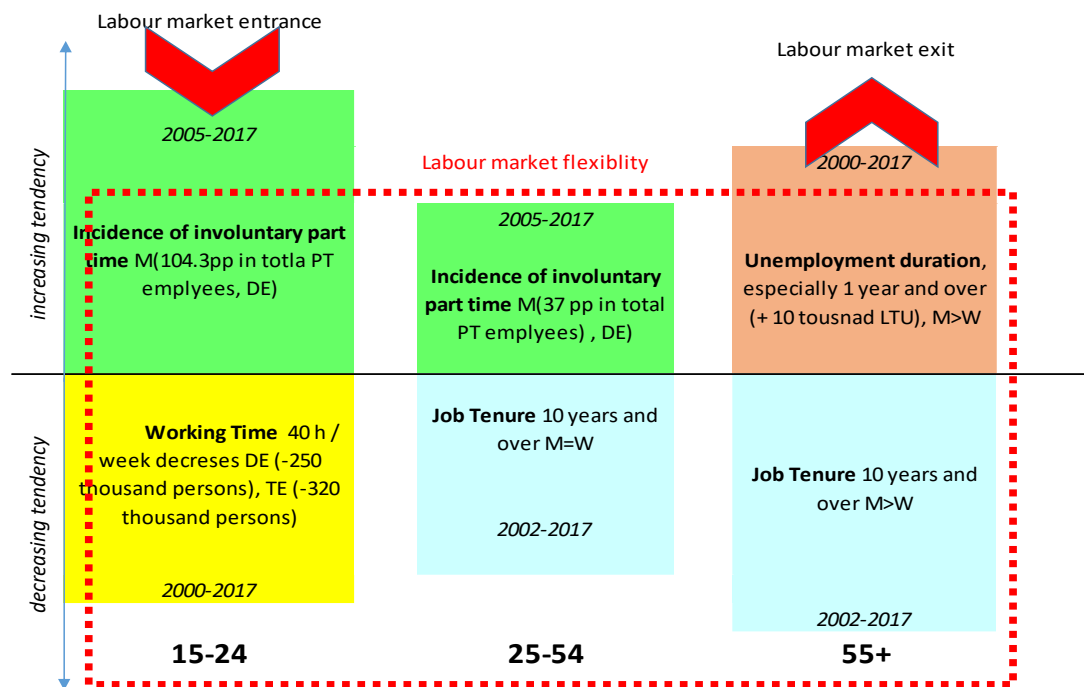 Labour market entrance
Labour market exit
increasing tendency
2005-2017
Incidence of involuntary part
time M(104.3pp in totla PT
emplyees, DE)
Labour market flexiblity
2005-2017
Incidence of involuntary
part time M(37 pp in total
PT emplyees) , DE)
2000-2017
Unemployment duration,
especially 1 year and over
(+ 10 tousnad LTU), M>W
decreasing tendency
Working Time 40 h /
week decreses DE (-250
thousand persons), TE (-320
thousand persons)
2000-2017
Job Tenure 10 years and
over M=W
2002-2017
Job Tenure 10 years and
over M>W
2002-2017
15-24
25-54
55+